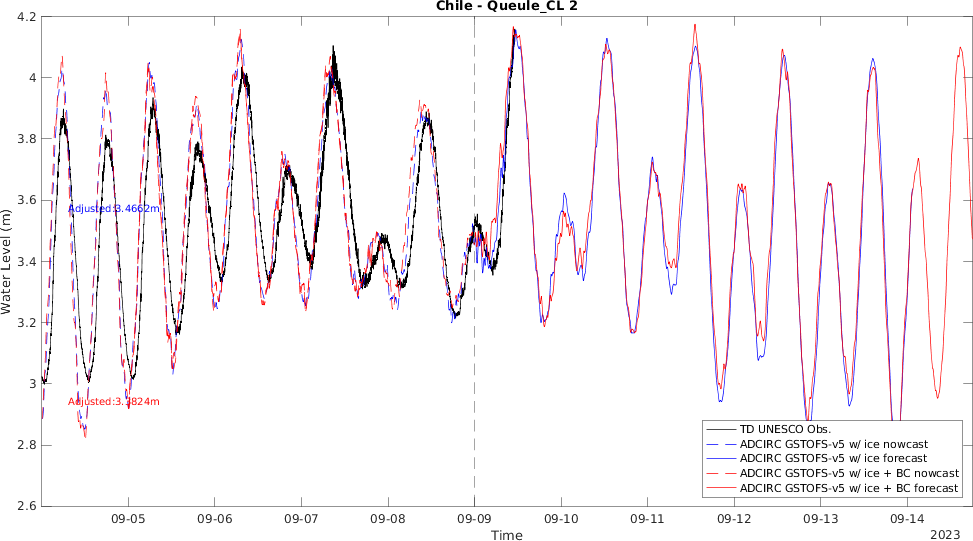 Chile - Queule_CL 2
4.2
4
3.8
3.6
3.4
3.2
3
2.8
2.6
Water Level (m)
Adjusted:3.4662m
TD UNESCO Obs.
ADCIRC GSTOFS-v5 w/ ice nowcast
ADCIRC GSTOFS-v5 w/ ice forecast
ADCIRC GSTOFS-v5 w/ ice + BC nowcast
ADCIRC GSTOFS-v5 w/ ice + BC forecast
09-05 09-06 09-07 09-08 09-09 09-10 09-11 09-12 09-13 09-14
Time
2023